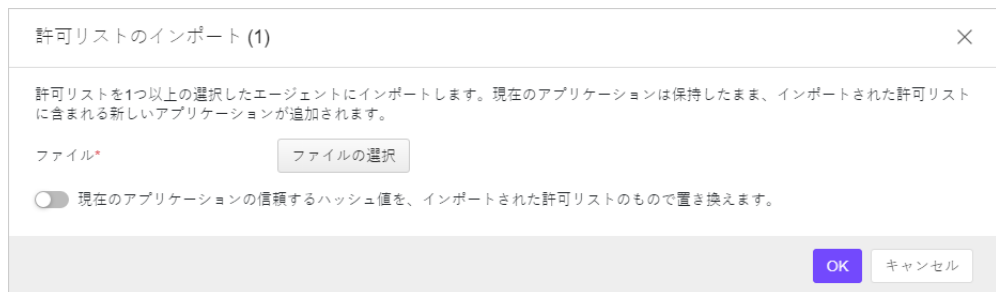 許可リストのインポート (1)
許可リストを1つ以上の選択したエージェントにインポートします。現在のアプリケーションは保持したまま、インポートされた許可リスト
に含まれる新しいアプリケーションが追加されます。
ファイル*
ファイルの選択
現在のアプリケーションの信頼するハッシュ値を、インポートされた許可リストのもので置き換えます。
OK
キャンセル